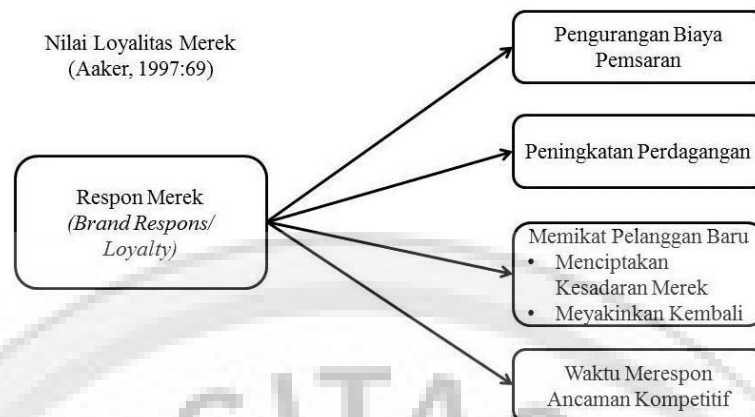 Nilai Loyalitas Merek
(Aaker, 1997:69)
Respon Merek
(Brand Respons/
Loyalty)
Pengurangan Biaya
Pemsaran
Peningkatan Perdagangan
Memikat Pelanggan Baru
• Menciptakan
Kesadaran Merek
• Meyakinkan Kembali
Waktu Merespon
Ancaman Kompetitif